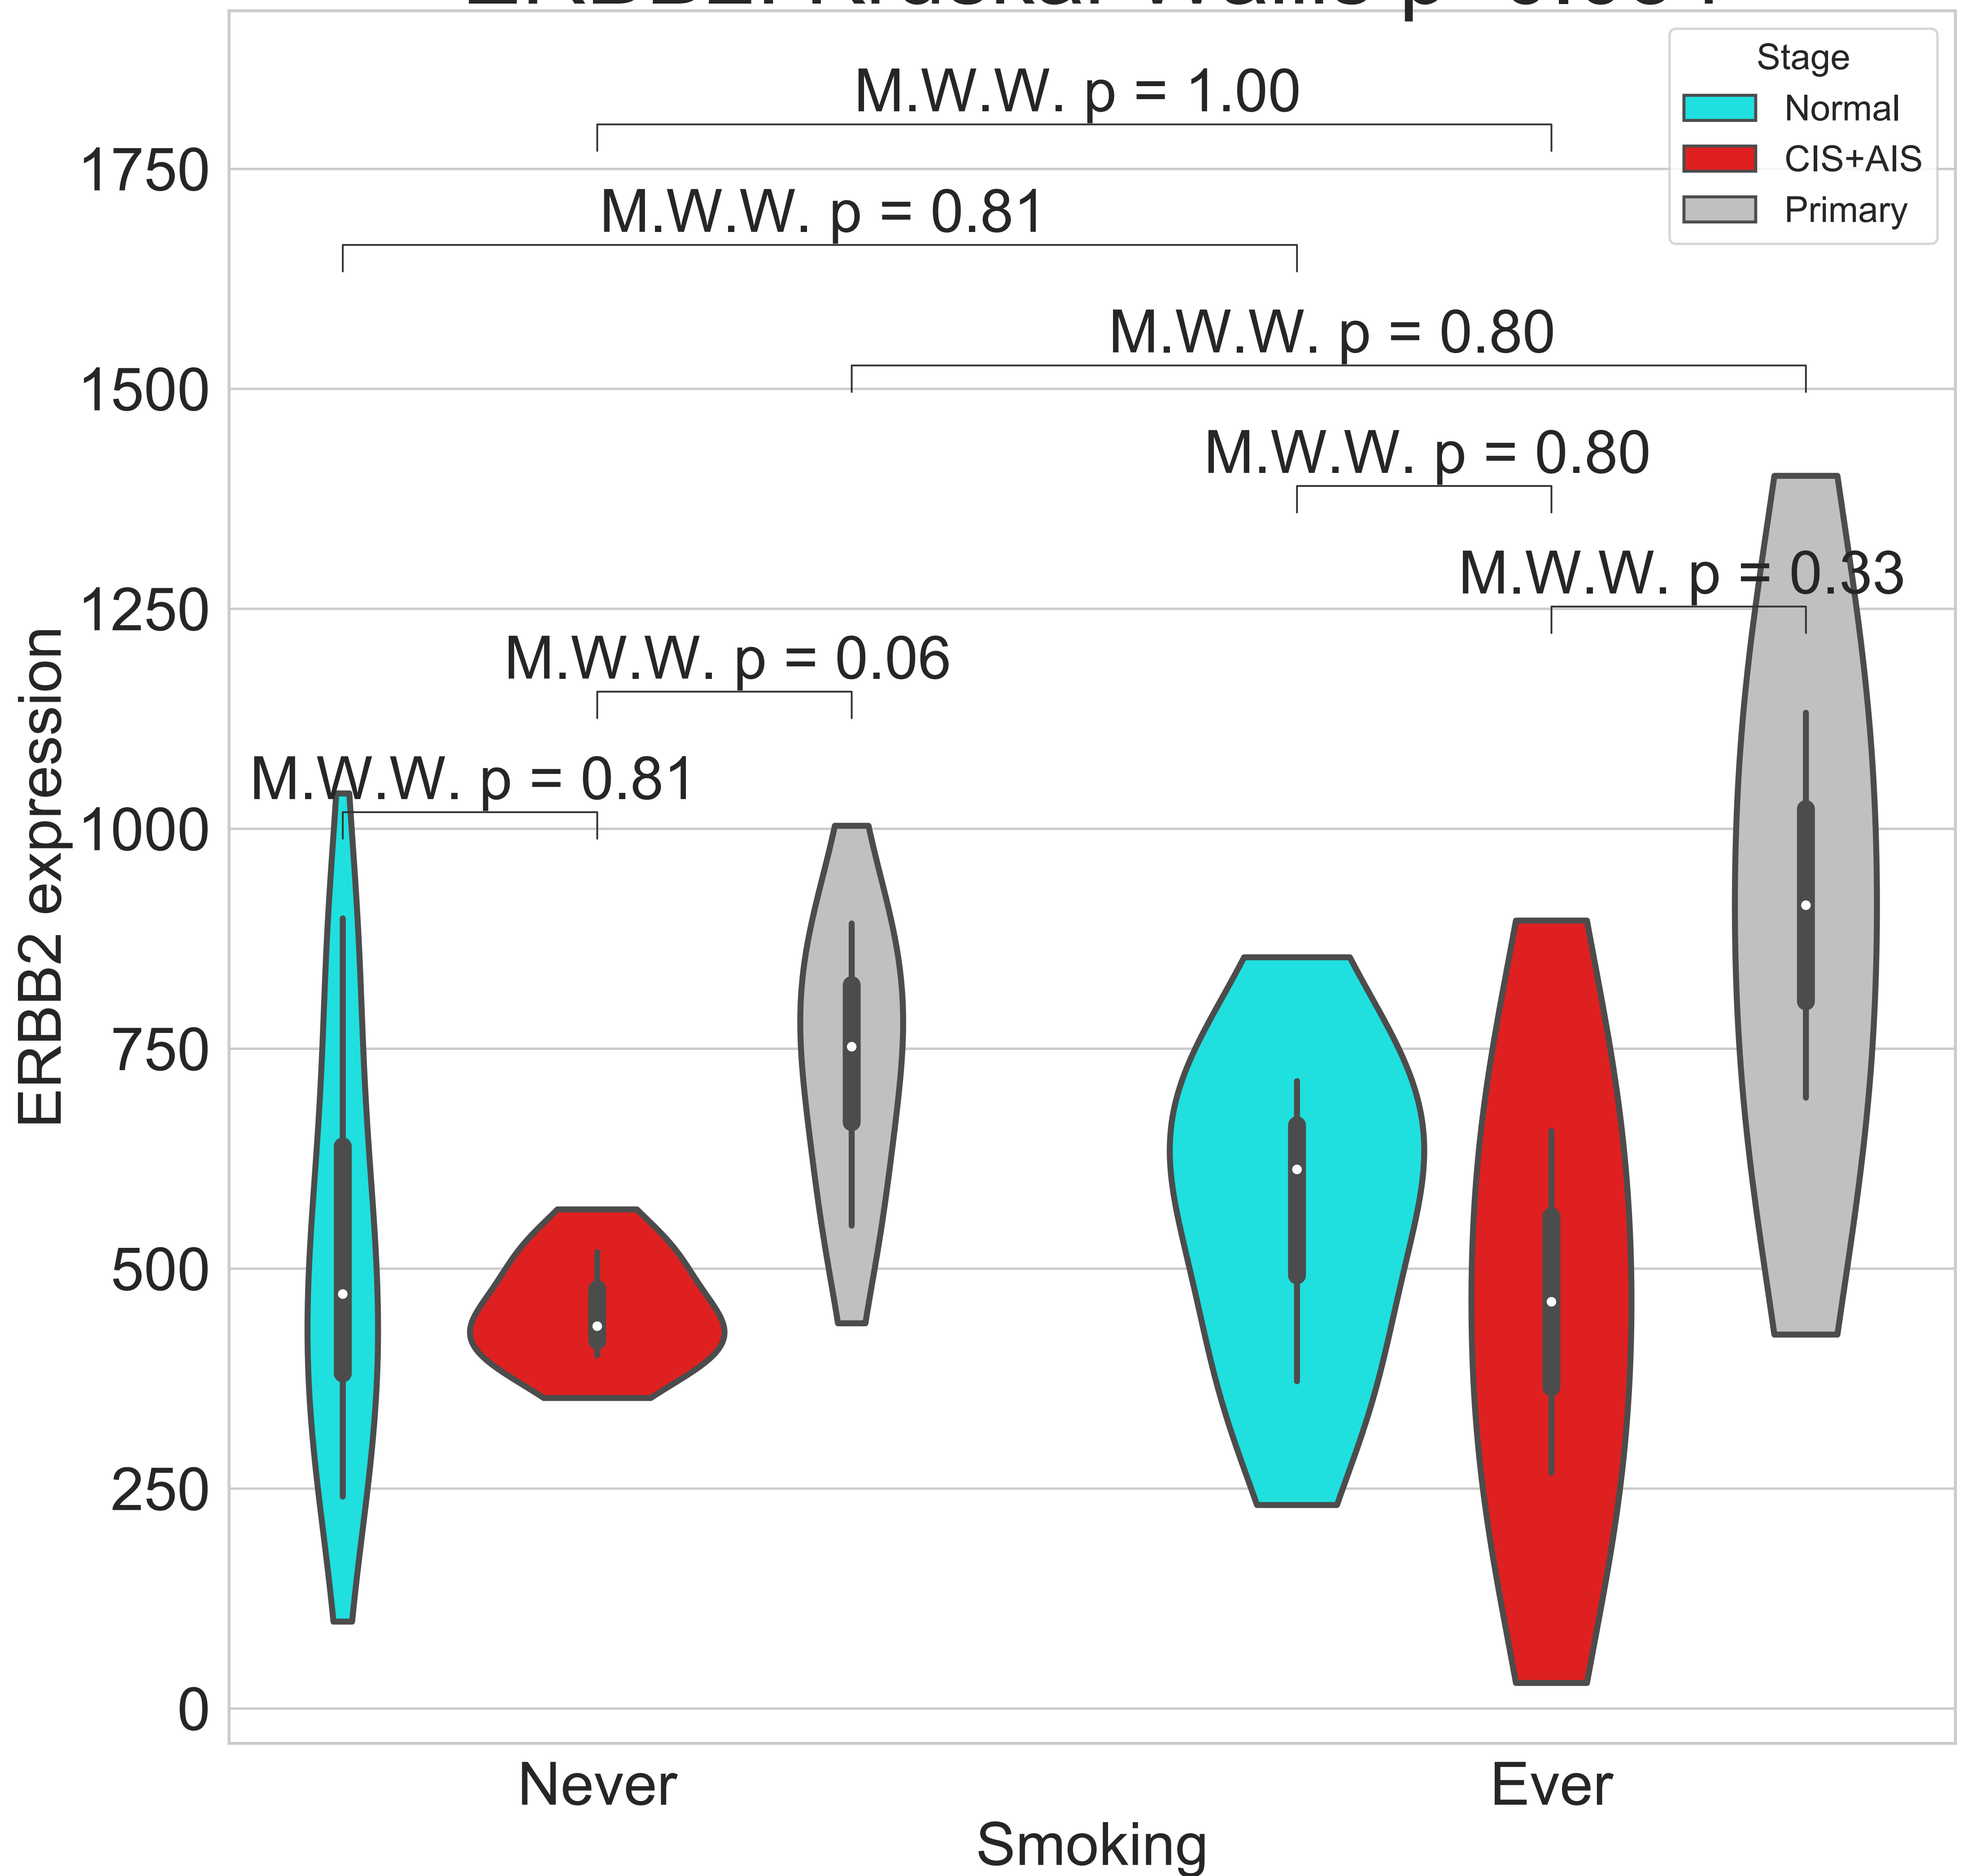 Stage
Normal
CIS+AIS
Primary
M.W.W. p = 1.00
M.W.W. p = 0.81
M.W.W. p = 0.80
M.W.W. p = 0.80
M.W.W. p = 0.33
M.W.W. p = 0.06
M.W.W. p = 0.81
1750
1500
1250
1000
750
500
250
0
ERBB2 expression
Never
Ever
Smoking